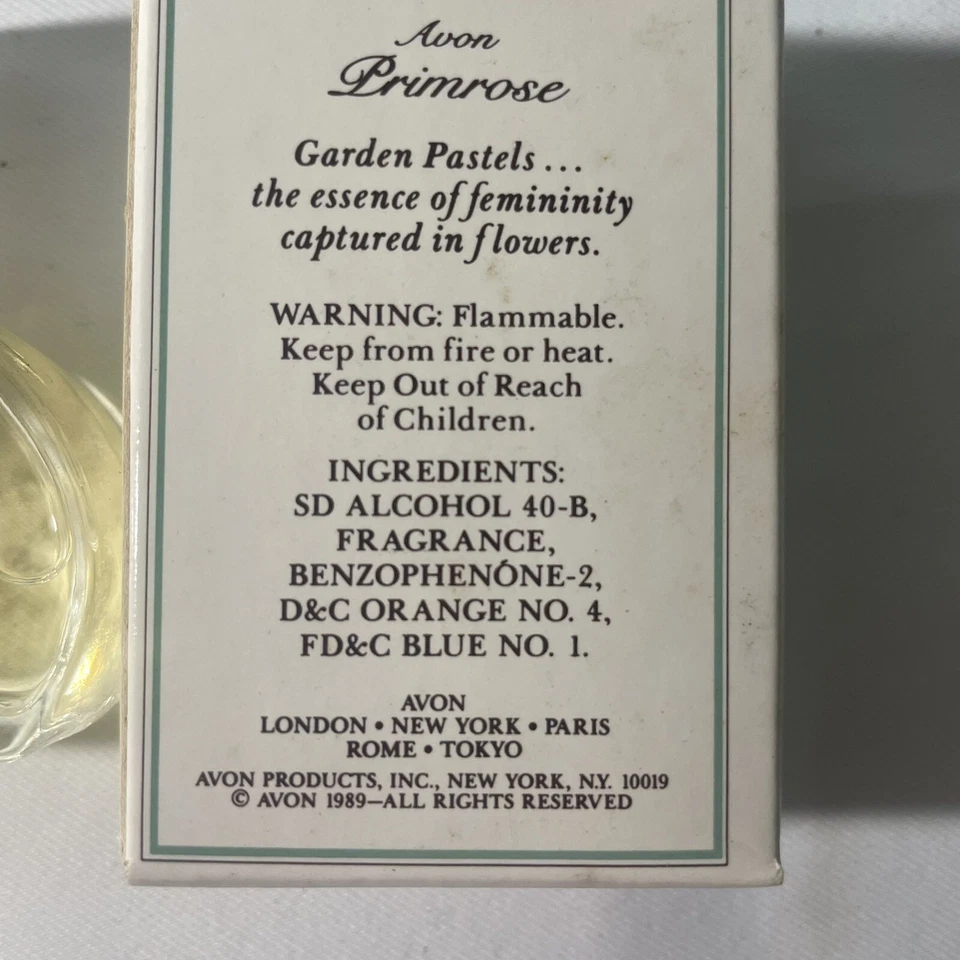 Avon
Primrose
Garden Pastels...
the essence of femininity
captured in flowers.
WARNING: Flammable.
Keep from fire or heat.
Keep Out of Reach
of Children.
INGREDIENTS:
SD ALCOHOL 40-B,
FRAGRANCE,
BENZOPHENONE-2,
D&C ORANGE NO. 4,
FD&C BLUE NO. 1.
AVON
LONDON • NEW YORK • PARIS
ROME • TOKYO
AVON PRODUCTS, INC., NEW YORK, N.Y. 10019
© AVON 1989—ALL RIGHTS RESERVED